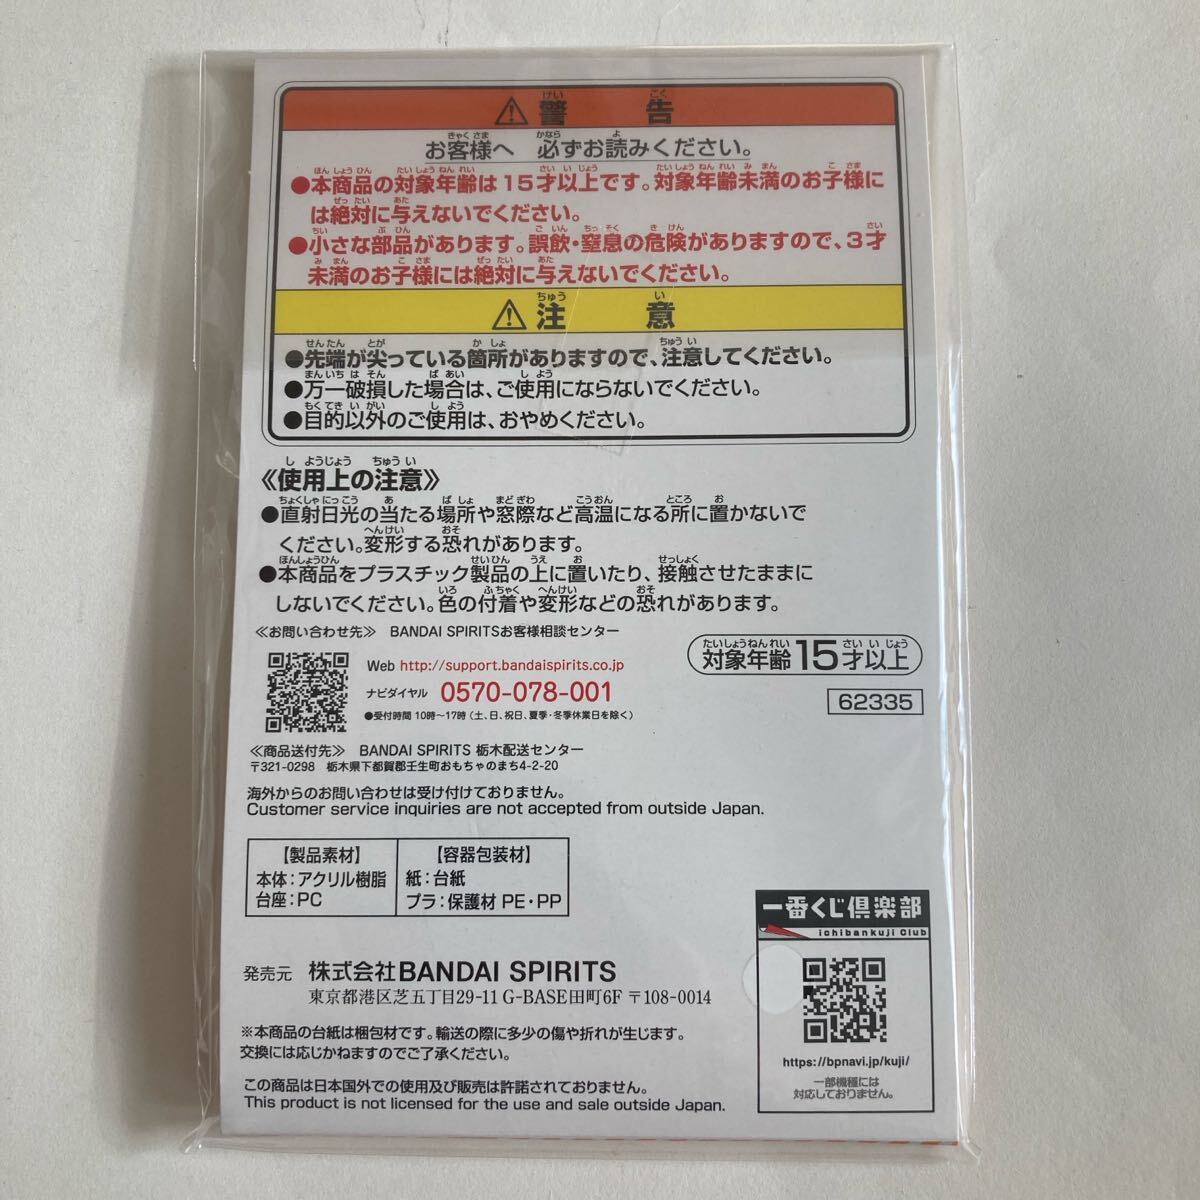 ⚠警告
お客様へ 必ずお読みください。
●本商品の対象年齢は15才以上です。対象年齢未満のお子様に
は絶対に与えないでください。
●小さな部品があります。誤飲・窒息の危険がありますので、3才
未満のお子様には絶対に与えないでください。
⚠注意
●先端が尖っている箇所がありますので、注意してください。
●万一破損した場合は、ご使用にならないでください。
●目的以外のご使用は、おやめください。
《使用上の注意》
●直射日光の当たる場所や窓際など高温になる所に置かないで
ください。変形する恐れがあります。
●本商品をプラスチック製品の上に置いたり、接触させたままに
しないでください。色の付着や変形などの恐れがあります。
≪お問い合わせ先≫ BANDAI SPIRITSお客様相談センター
Web http://support.bandaispirits.co.jp
ナビダイヤル 0570-078-001
●受付時間 10時〜17時(土、日、祝日、夏季・冬季休業日を除く)
対象年齢15才以上
62335
≪商品送付先≫ BANDAI SPIRITS 栃木配送センター
〒321-0298 栃木県下都賀郡壬生町おもちゃのまち4-2-20
海外からのお問い合わせは受け付けておりません。
Customer service inquiries are not accepted from outside Japan.
【製品素材】
本体:アクリル樹脂
台座:PC
【容器包装材】
紙:台紙
プラ:保護材 PE・PP
発売元 株式会社BANDAI SPIRITS
東京都港区芝五丁目29-11 G-BASE田町6F 〒108-0014
※本商品の台紙は梱包材です。輸送の際に多少の傷や折れが生じます。
交換には応じかねますのでご了承ください。
この商品は日本国外での使用及び販売は許諾されておりません。
This product is not licensed for the use and sale outside Japan.
一番くじ倶楽部
ichibankuji Club
https://bpnavi.jp/kuji/
一部機種には
対応しておりません。